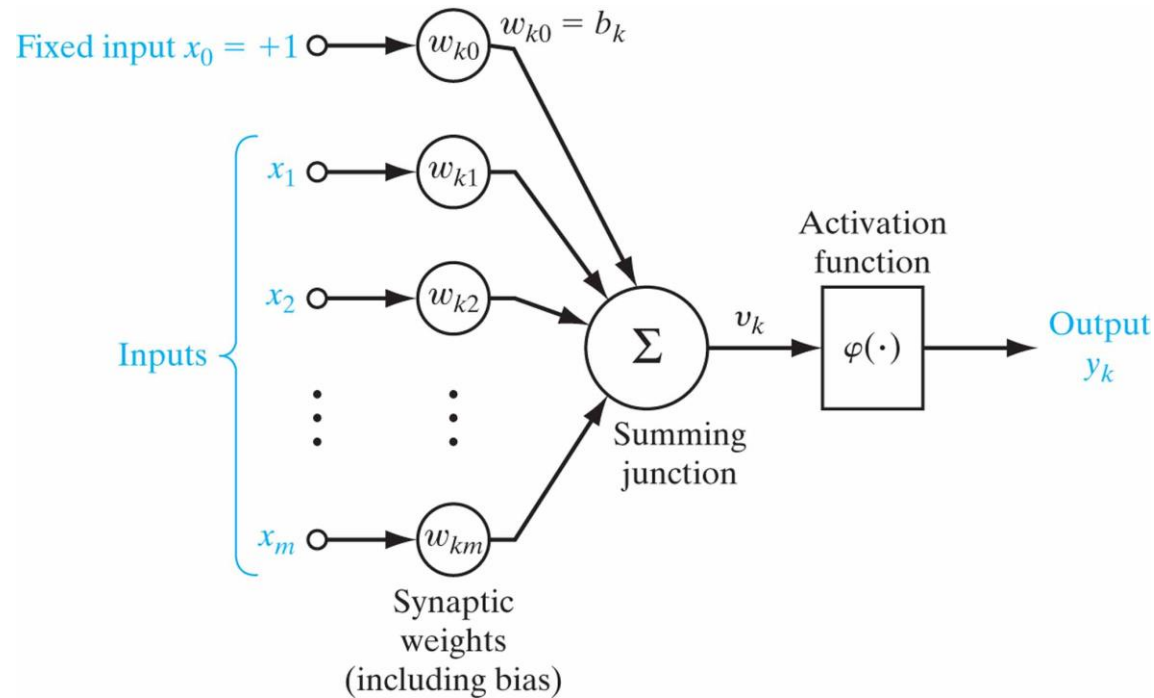 Fixed input x₀ = +1
wₖ₀
wₖ₀ = bₖ
x₁
wₖ₁
x₂
wₖ₂
Inputs
xₘ
wₖₘ
Synaptic
weights
(including bias)
Σ
Summing
junction
vₖ
Activation
function
φ(·)
Output
yₖ